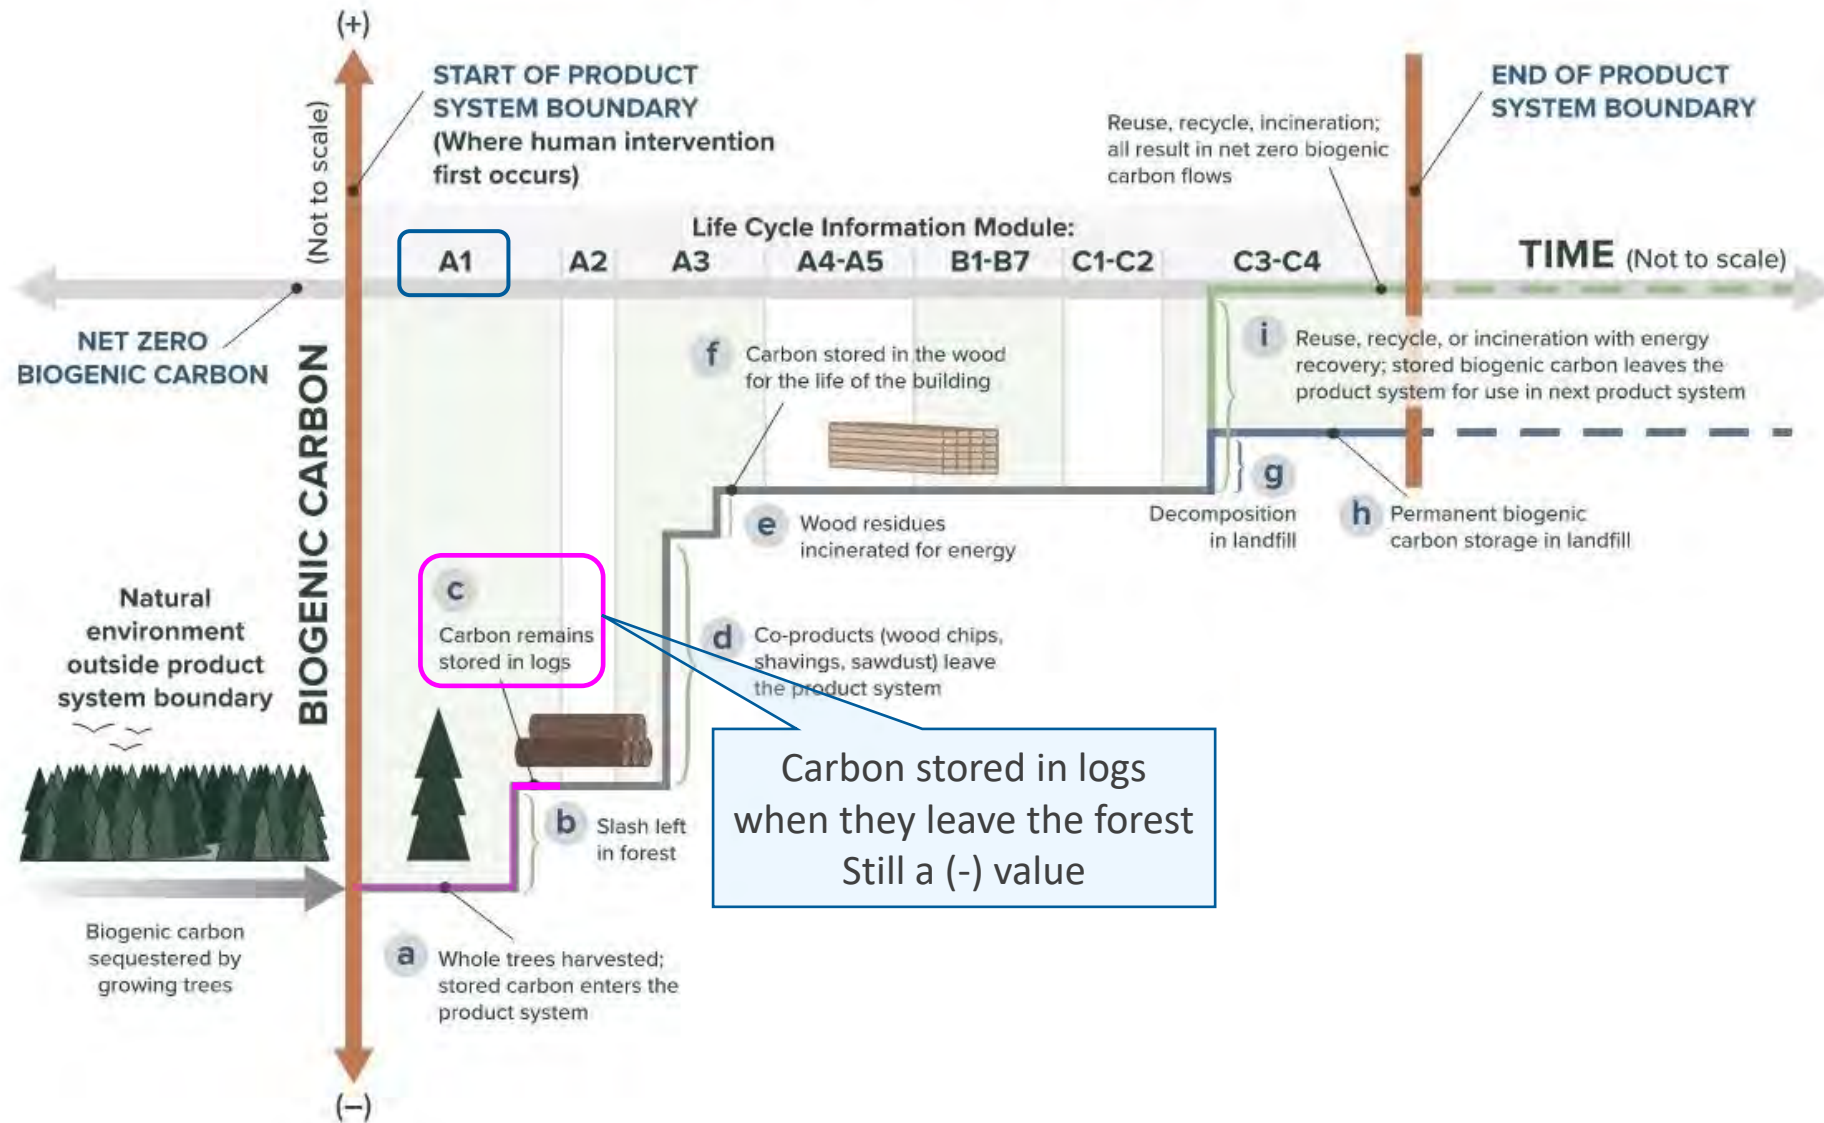 (+)
START OF PRODUCT
SYSTEM BOUNDARY
(Where human intervention
first occurs)
(Not to scale)
END OF PRODUCT
SYSTEM BOUNDARY
Reuse, recycle, incineration;
all result in net zero biogenic
carbon flows
Life Cycle Information Module:
A1
A2
A3
A4-A5
B1-B7
C1-C2
C3-C4
TIME (Not to scale)
NET ZERO
BIOGENIC CARBON
BIOGENIC CARBON
f
Carbon stored in the wood
for the life of the building
i
Reuse, recycle, or incineration with energy
recovery; stored biogenic carbon leaves the
product system for use in next product system
g
Decomposition
in landfill
h
Permanent biogenic
carbon storage in landfill
e
Wood residues
incinerated for energy
c
Carbon remains
stored in logs
d
Co-products (wood chips,
shavings, sawdust) leave
the product system
Natural
environment
outside product
system boundary
Carbon stored in logs
when they leave the forest
Still a (-) value
b
Slash left
in forest
Biogenic carbon
sequestered by
growing trees
a
Whole trees harvested;
stored carbon enters the
product system
(−)